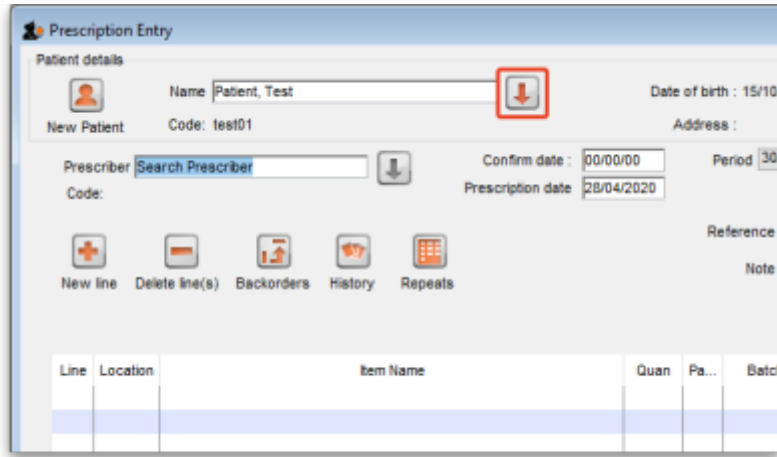 Prescription Entry
Patient details
Name Patient, Test
Date of birth : 15/10
New Patient
Code: test01
Address :
Prescriber Search Prescriber
Confirm date : 00/00/00
Period 30
Code:
Prescription date 28/04/2020
Reference
Note
New line Delete line(s) Backorders History Repeats
Line Location Item Name Quan Pa... Batc